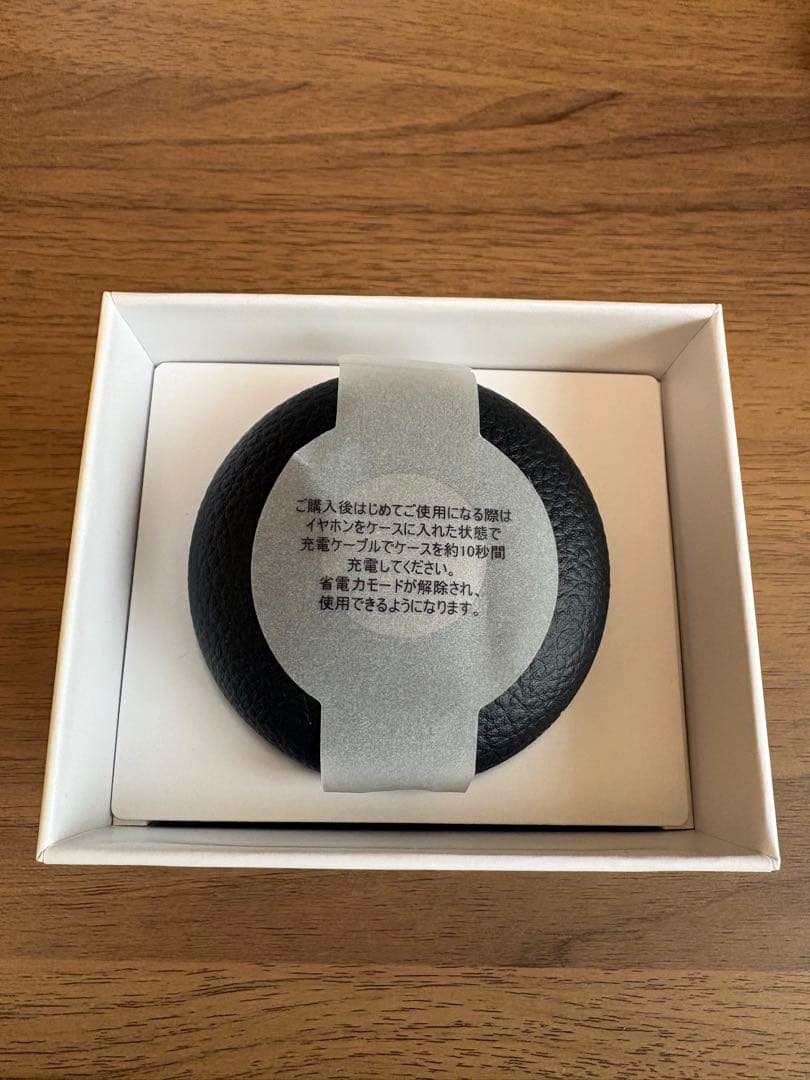 ご購入後はじめてご使用になる際は
イヤホンをケースに入れた状態で
充電ケーブルでケースを約10秒間
充電してください。
省電力モードが解除され、
使用できるようになります。